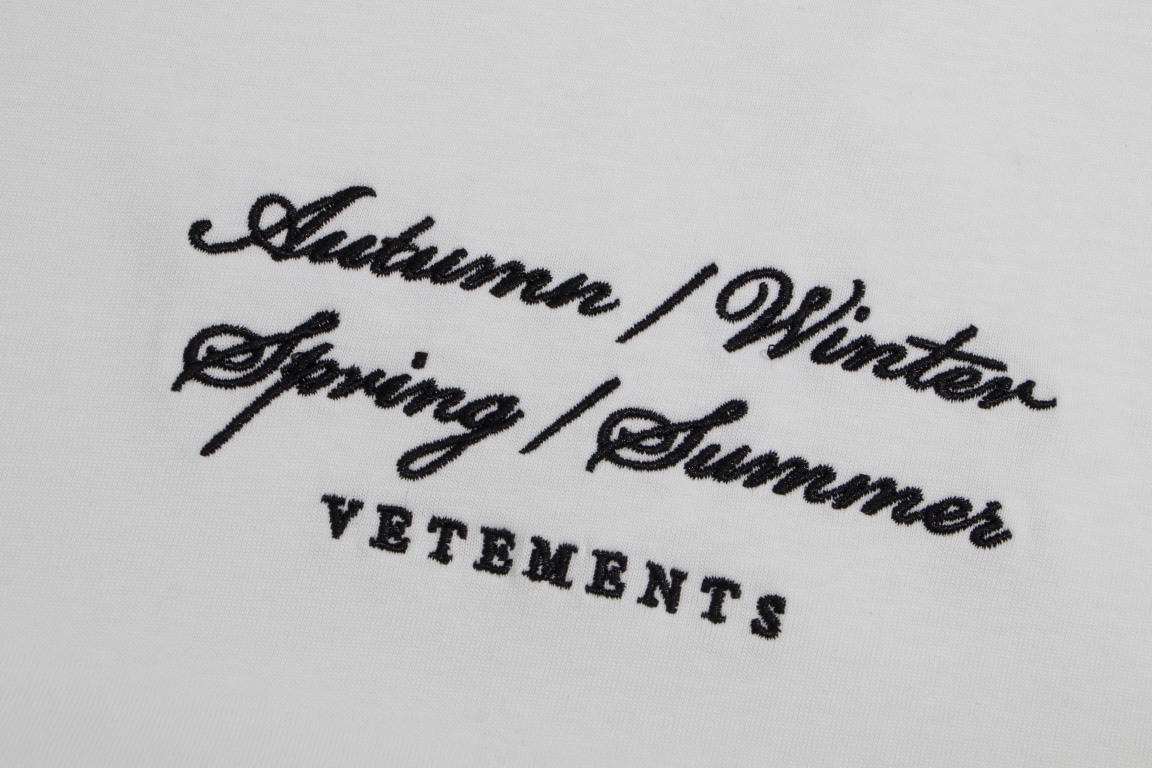 Autumn / Winter
Spring / Summer
VETEMENTS